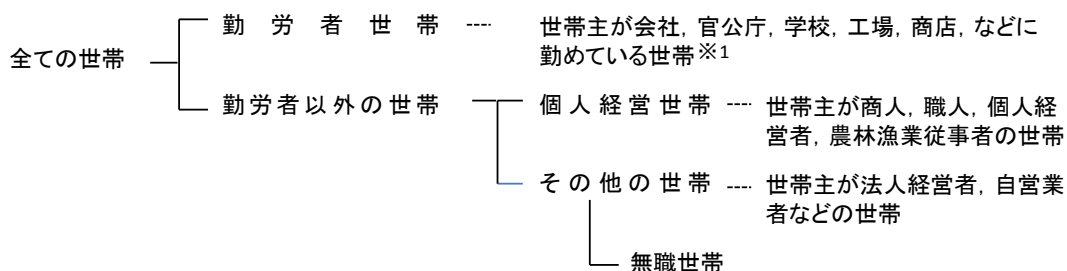 全ての世帯
勤労者世帯
世帯主が会社, 官公庁, 学校, 工場, 商店, などに
勤めている世帯※1
勤労者以外の世帯
個人経営世帯
世帯主が商人, 職人, 個人経
営者, 農林漁業従事者の世帯
その他の世帯
世帯主が法人経営者, 自営業
者などの世帯
無職世帯